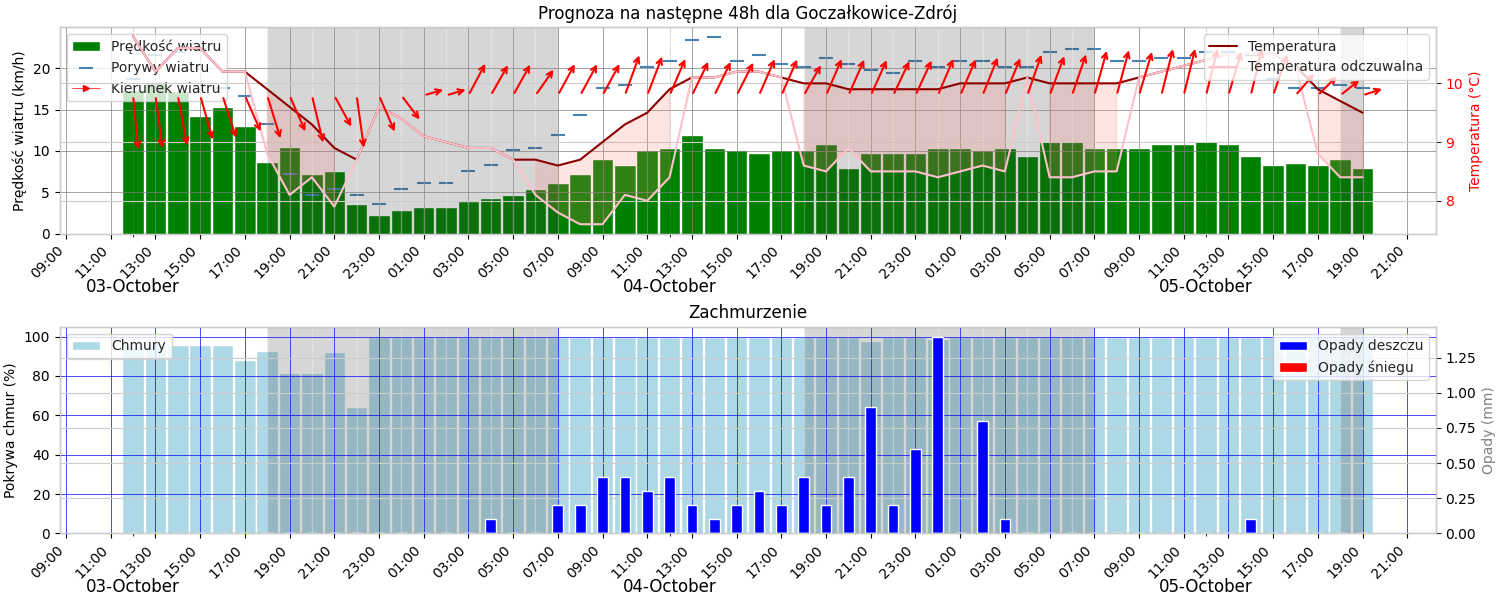 Prognoza na następne 48h dla Goczałkowice-Zdrój
Prędkość wiatru (km/h)
0
5
10
15
20
Prędkość wiatru
Porywy wiatru
Kierunek wiatru
Temperatura
Temperatura odczuwalna
10
9
8
Temperatura (°C)
09:00 11:00 13:00 15:00 17:00 19:00 21:00 23:00 01:00 03:00 05:00 07:00 09:00 11:00 13:00 15:00 17:00 19:00 21:00 23:00 01:00 03:00 05:00 07:00 09:00 11:00 13:00 15:00 17:00 19:00 21:00
03-October 04-October 05-October
Zachmurzenie
Pokrywa chmur (%)
100
80
60
40
20
0
Chmury
Opady deszczu
Opady śniegu
1.25
1.00
0.75
0.50
0.25
0.00
Opady (mm)
09:00 11:00 13:00 15:00 17:00 19:00 21:00 23:00 01:00 03:00 05:00 07:00 09:00 11:00 13:00 15:00 17:00 19:00 21:00 23:00 01:00 03:00 05:00 07:00 09:00 11:00 13:00 15:00 17:00 19:00 21:00
03-October 04-October 05-October